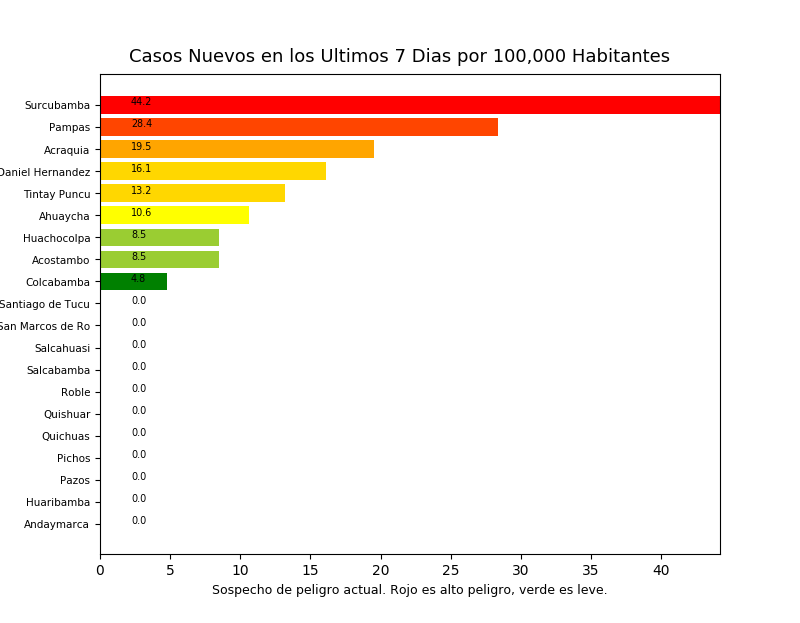 Casos Nuevos en los Ultimos 7 Dias por 100,000 Habitantes
Surcubamba 44.2
Pampas 28.4
Acraquia 19.5
Daniel Hernandez 16.1
Tintay Puncu 13.2
Ahuaycha 10.6
Huachocolpa 8.5
Acostambo 8.5
Colcabamba 4.8
Santiago de Tucu 0.0
San Marcos de Ro 0.0
Salcahuasi 0.0
Salcabamba 0.0
Roble 0.0
Quishuar 0.0
Quichuas 0.0
Pichos 0.0
Pazos 0.0
Huaribamba 0.0
Andaymarca 0.0
0 5 10 15 20 25 30 35 40
Sospecho de peligro actual. Rojo es alto peligro, verde es leve.